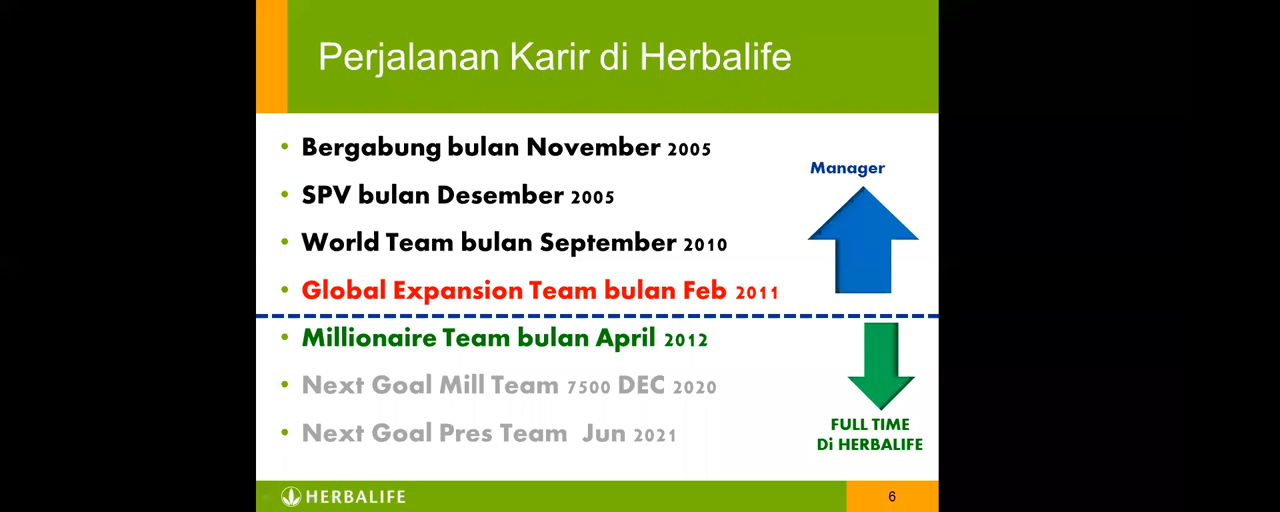 Perjalanan Karir di Herbalife
• Bergabung bulan November 2005
• SPV bulan Desember 2005
• World Team bulan September 2010
• Global Expansion Team bulan Feb 2011
• Millionaire Team bulan April 2012
• Next Goal Mill Team 7500 DEC 2020
• Next Goal Pres Team Jun 2021
Manager
FULL TIME
Di HERBALIFE
HERBALIFE
6